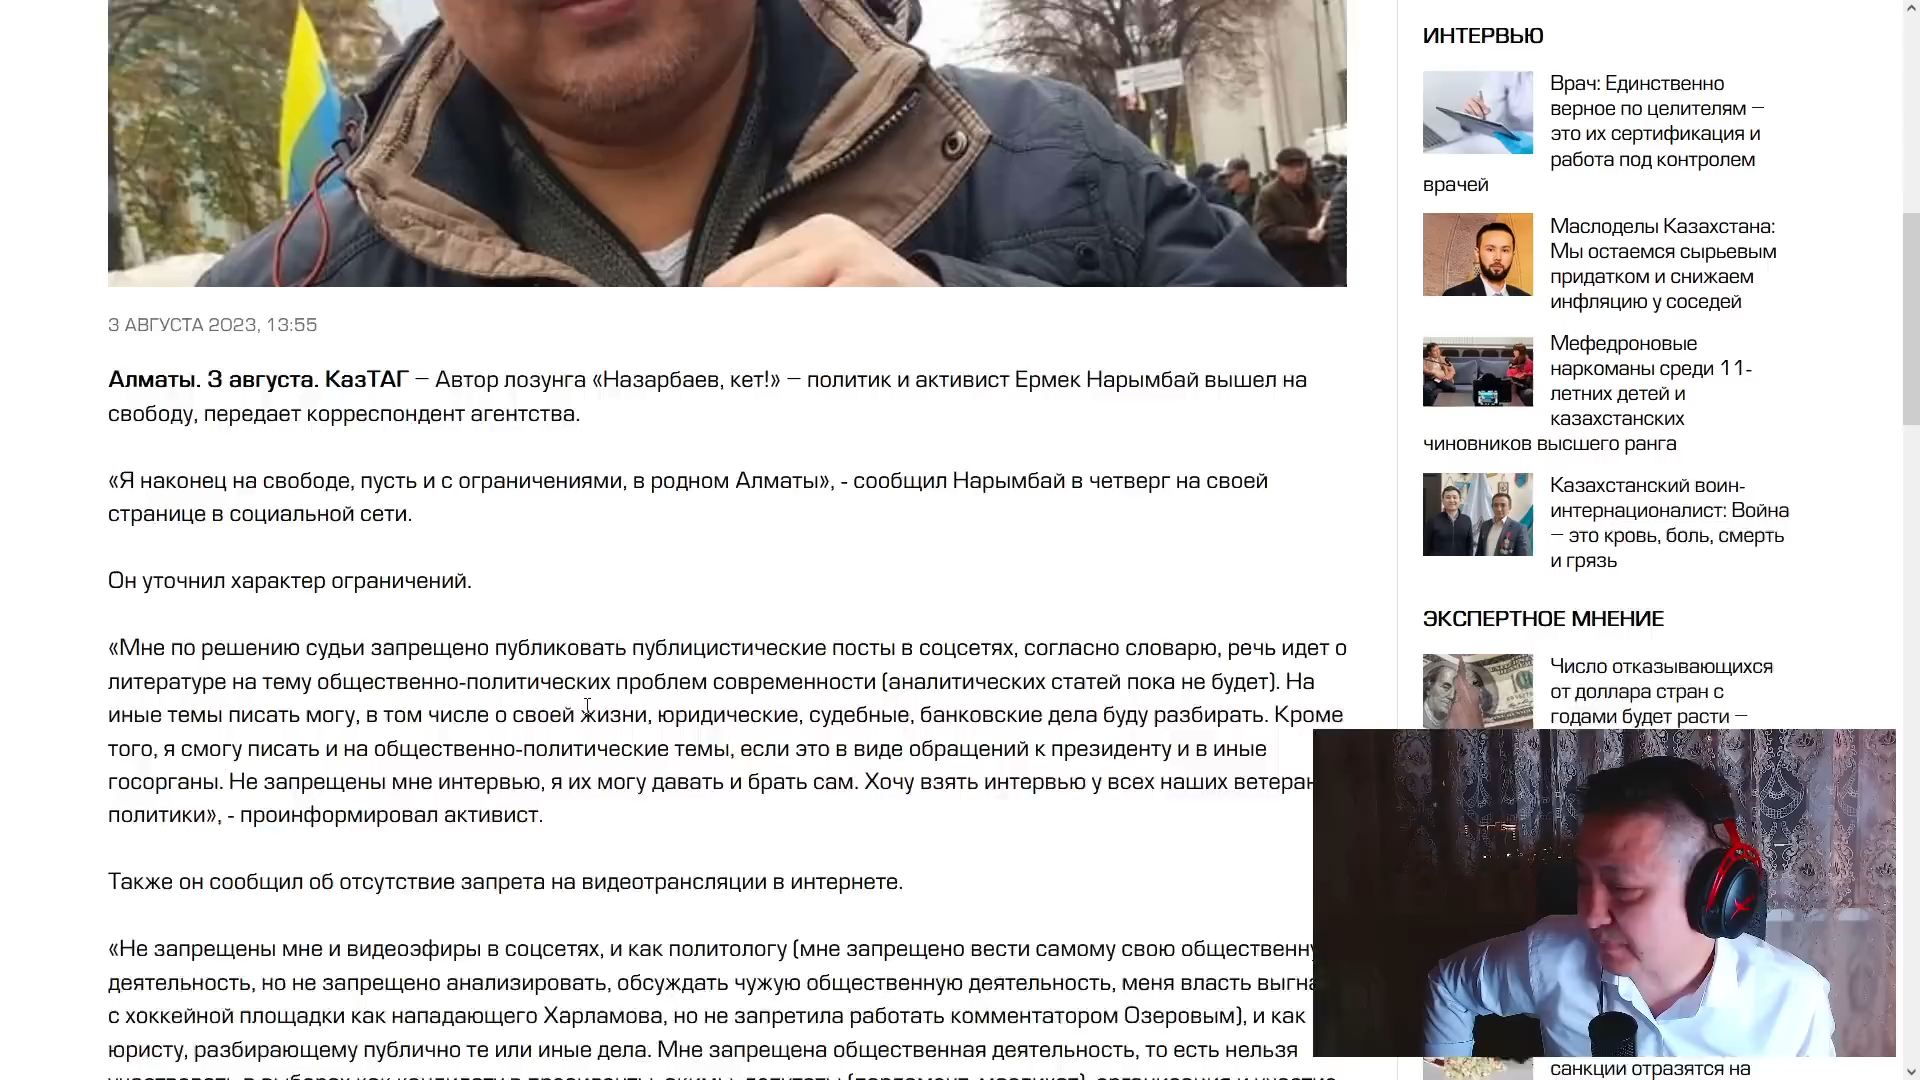 3 АВГУСТА 2023, 13:55
Алматы. 3 августа. КазТАГ – Автор лозунга «Назарбаев, кет!» – политик и активист Ермек Нарымбай вышел на
свободу, передает корреспондент агентства.
«Я наконец на свободе, пусть и с ограничениями, в родном Алматы», - сообщил Нарымбай в четверг на своей
странице в социальной сети.
Он уточнил характер ограничений.
«Мне по решению судьи запрещено публиковать публицистические посты в соцсетях, согласно словарю, речь идет о
литературе на тему общественно-политических проблем современности (аналитических статей пока не будет). На
иные темы писать могу, в том числе о своей жизни, юридические, судебные, банковские дела буду разбирать. Кроме
того, я смогу писать и на общественно-политические темы, если это в виде обращений к президенту и в иные
госорганы. Не запрещены мне интервью, я их могу давать и брать сам. Хочу взять интервью у всех наших ветеран
политики», - проинформировал активист.
Также он сообщил об отсутствие запрета на видеотрансляции в интернете.
«Не запрещены мне и видеоэфиры в соцсетях, и как политологу (мне запрещено вести самому свою общественну
деятельность, но не запрещено анализировать, обсуждать чужую общественную деятельность, меня власть выгна
с хоккейной площадки как нападающего Харламова, но не запретила работать комментатором Озеровым), и как
юристу, разбирающему публично те или иные дела. Мне запрещена общественная деятельность, то есть нельзя
ИНТЕРВЬЮ
Врач: Единственно
верное по целителям –
это их сертификация и
работа под контролем
врачей
Маслоделы Казахстана:
Мы остаемся сырьевым
придатком и снижаем
инфляцию у соседей
Мефедроновые
наркоманы среди 11-
летних детей и
казахстанских
чиновников высшего ранга
Казахстанский воин-
интернационалист: Война
– это кровь, боль, смерть
и грязь
ЭКСПЕРТНОЕ МНЕНИЕ
Число отказывающихся
от доллара стран с
годами будет расти –
санкции отразятся на